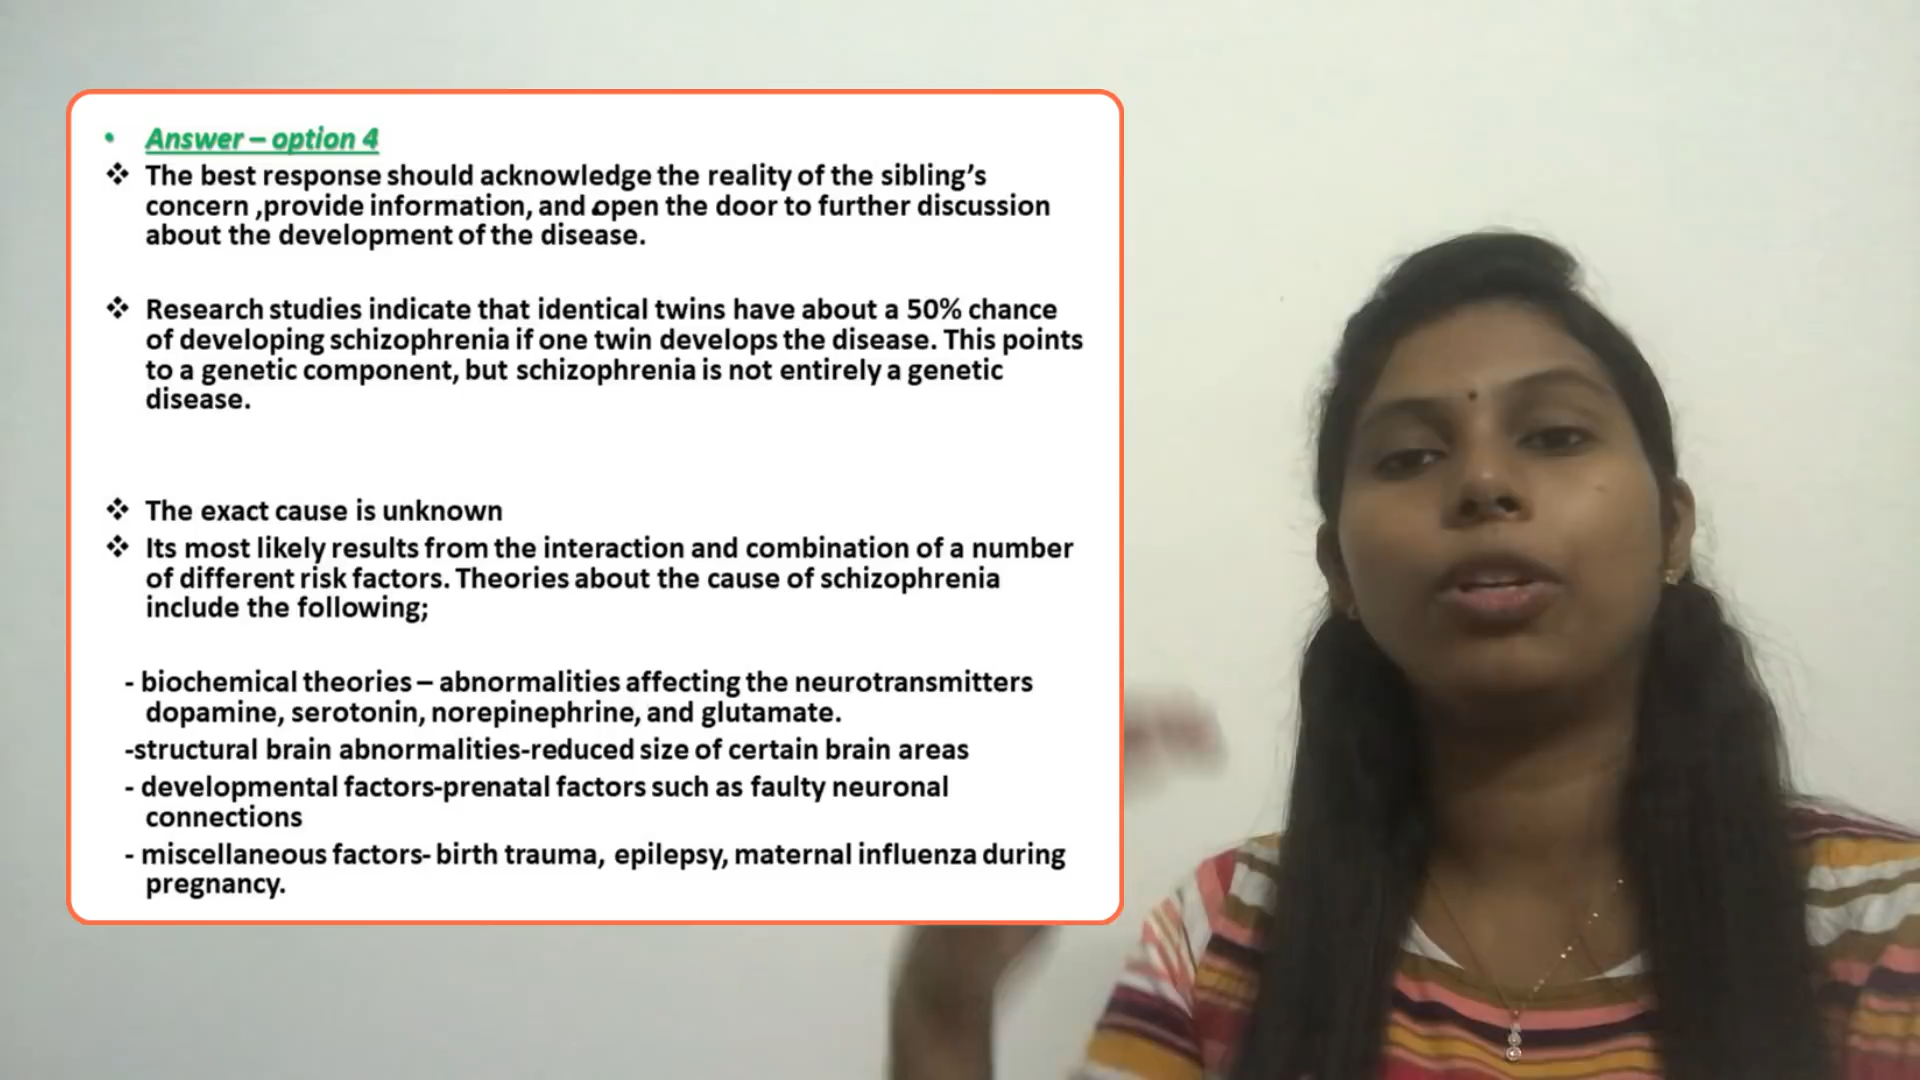 • Answer – option 4
❖ The best response should acknowledge the reality of the sibling's
concern ,provide information, and open the door to further discussion
about the development of the disease.
❖ Research studies indicate that identical twins have about a 50% chance
of developing schizophrenia if one twin develops the disease. This points
to a genetic component, but schizophrenia is not entirely a genetic
disease.
❖ The exact cause is unknown
❖ Its most likely results from the interaction and combination of a number
of different risk factors. Theories about the cause of schizophrenia
include the following;
- biochemical theories – abnormalities affecting the neurotransmitters
dopamine, serotonin, norepinephrine, and glutamate.
-structural brain abnormalities-reduced size of certain brain areas
- developmental factors-prenatal factors such as faulty neuronal
connections
- miscellaneous factors- birth trauma, epilepsy, maternal influenza during
pregnancy.